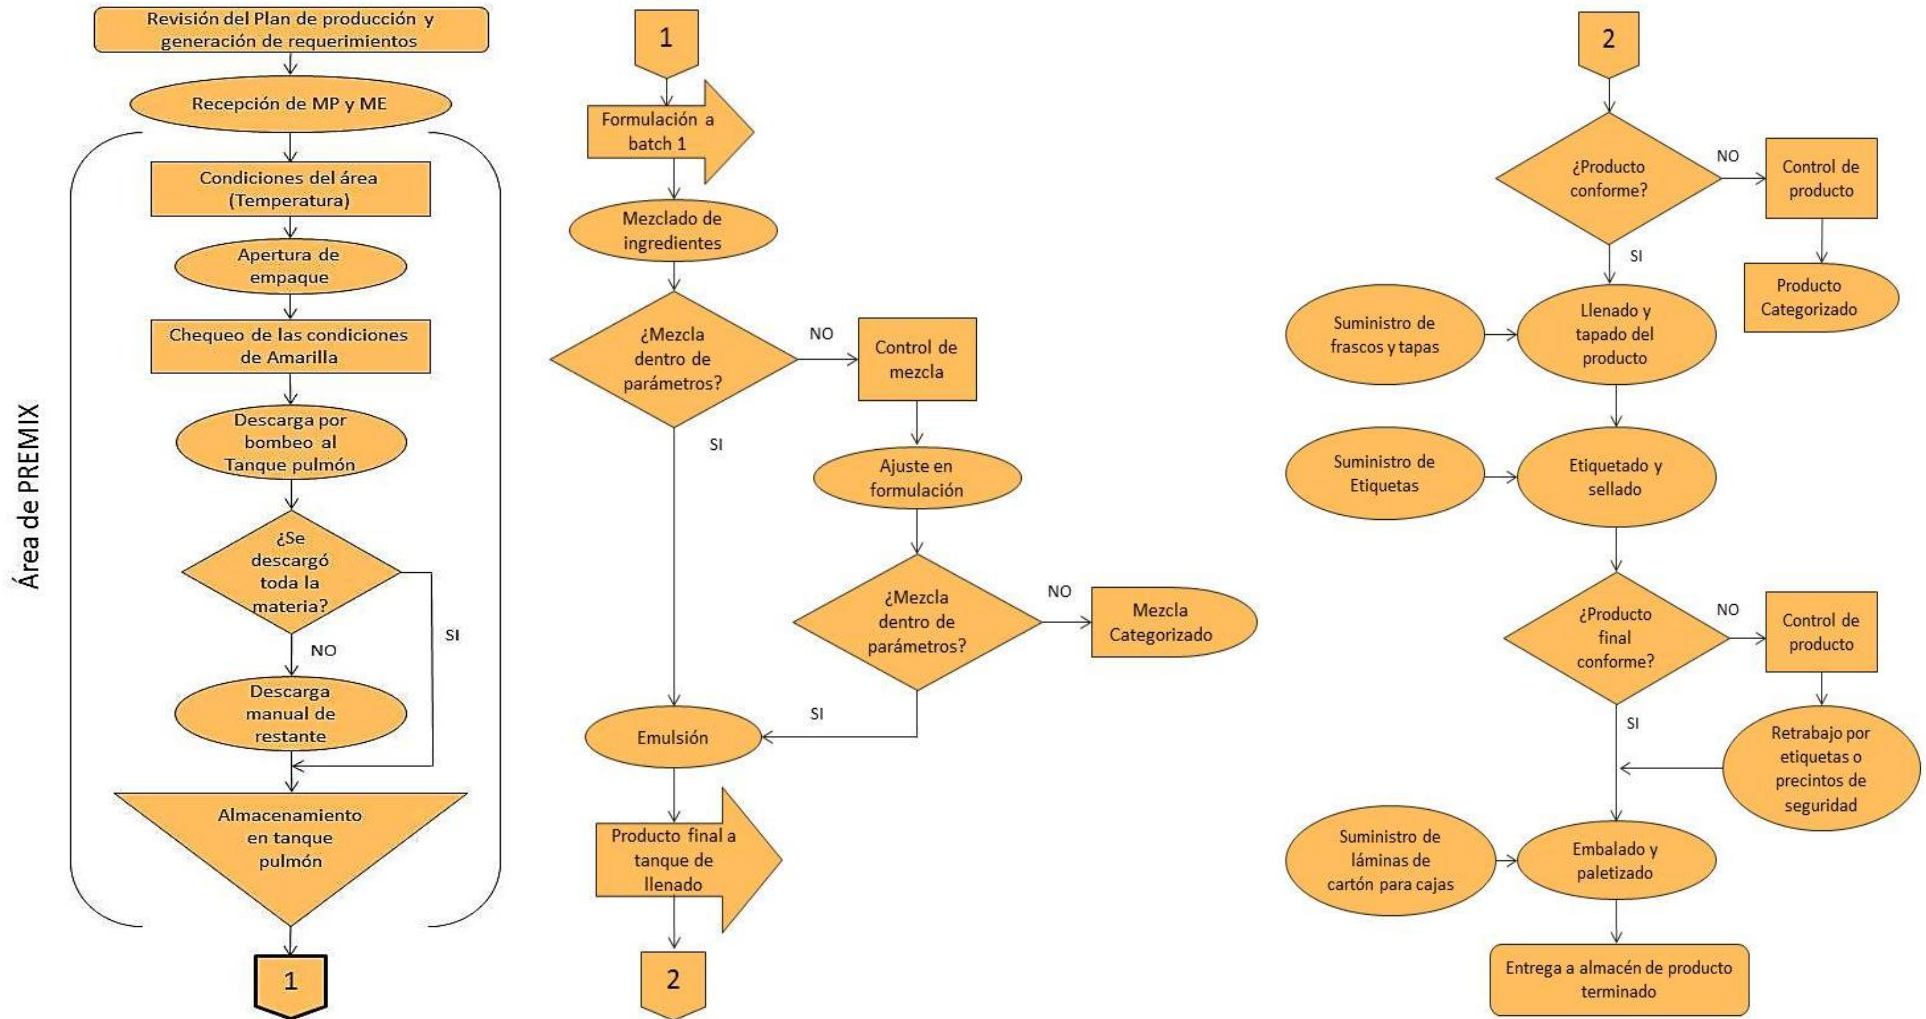 Revisión del Plan de producción y
generación de requerimientos
Recepción de MP y ME
Área de PREMIX
Condiciones del área
(Temperatura)
Apertura de
empaque
Chequeo de las condiciones
de Amarilla
Descarga por
bombeo al
Tanque pulmón
¿Se
descargó
toda la
materia?
SI
NO
Descarga
manual de
restante
Almacenamiento
en tanque
pulmón
1
1
Formulación a
batch 1
Mezclado de
ingredientes
¿Mezcla
dentro de
parámetros?
NO
Control de
mezcla
SI
Ajuste en
formulación
¿Mezcla
dentro de
parámetros?
NO
Mezcla
Categorizado
SI
Emulsión
Producto final a
tanque de
llenado
2
2
¿Producto
conforme?
NO
Control de
producto
SI
Producto
Categorizado
Suministro de
frascos y tapas
Llenado y
tapado del
producto
Suministro de
Etiquetas
Etiquetado y
sellado
¿Producto
final
conforme?
NO
Control de
producto
SI
Retrabajo por
etiquetas o
precintos de
seguridad
Suministro de
láminas de
cartón para cajas
Embalado y
paletizado
Entrega a almacén de producto
terminado